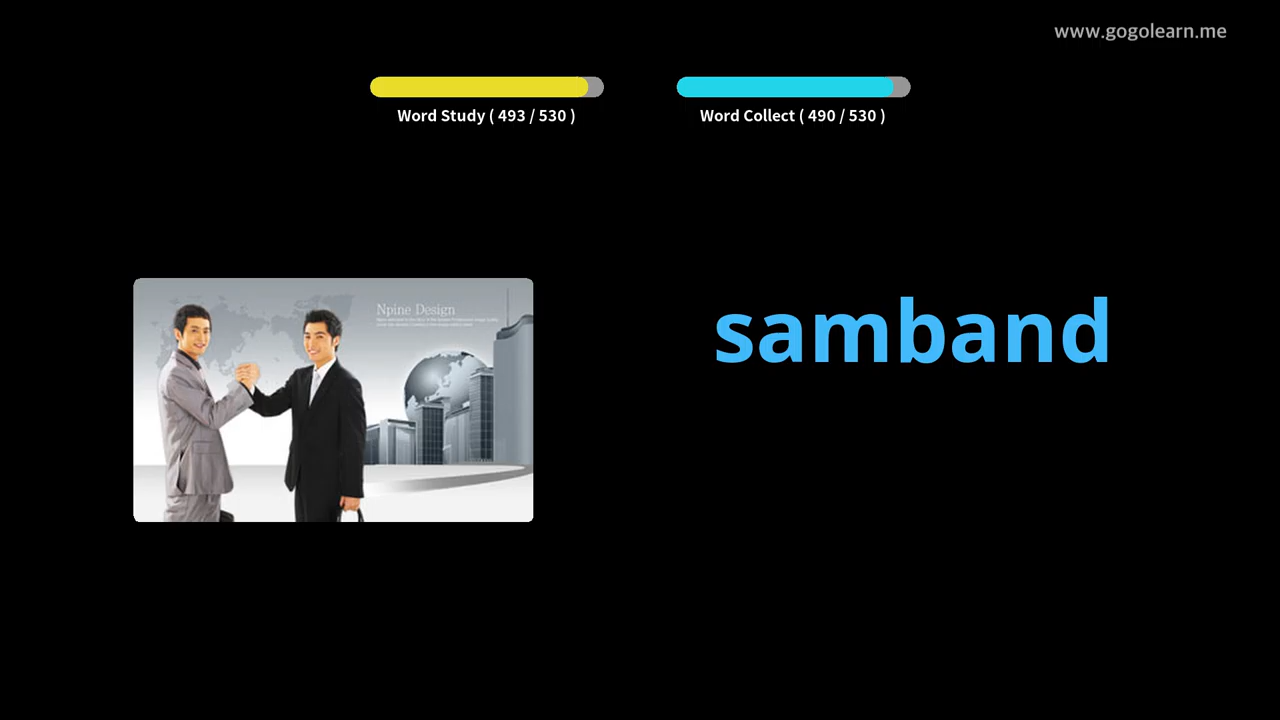 www.gogolearn.me
Word Study ( 493 / 530 )
Word Collect ( 490 / 530 )
Npine Design
samband